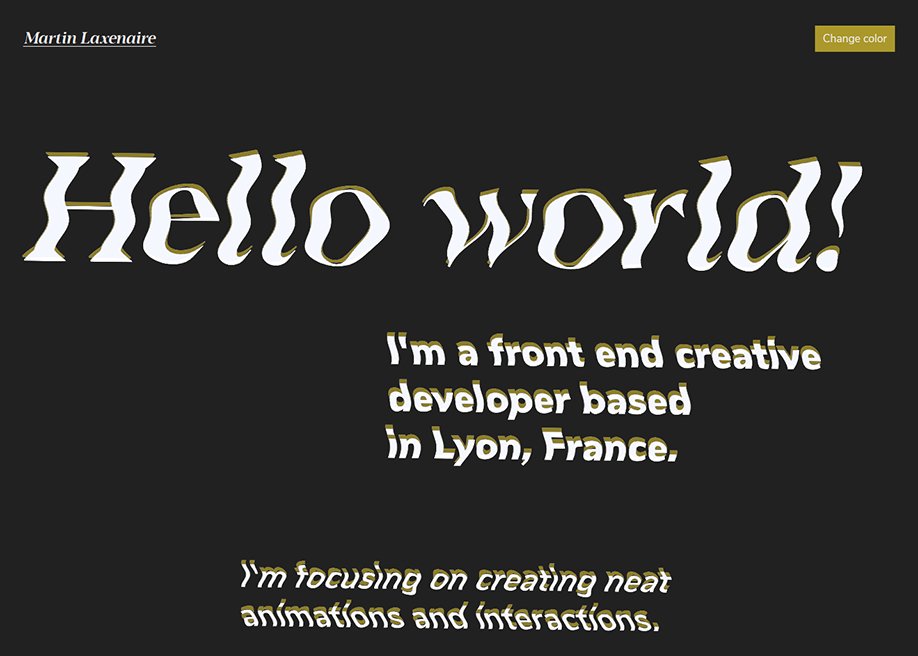 Martin Laxenaire
Change color
Hello world!
I'm a front end creative
developer based
in Lyon, France.
I'm focusing on creating neat
animations and interactions.